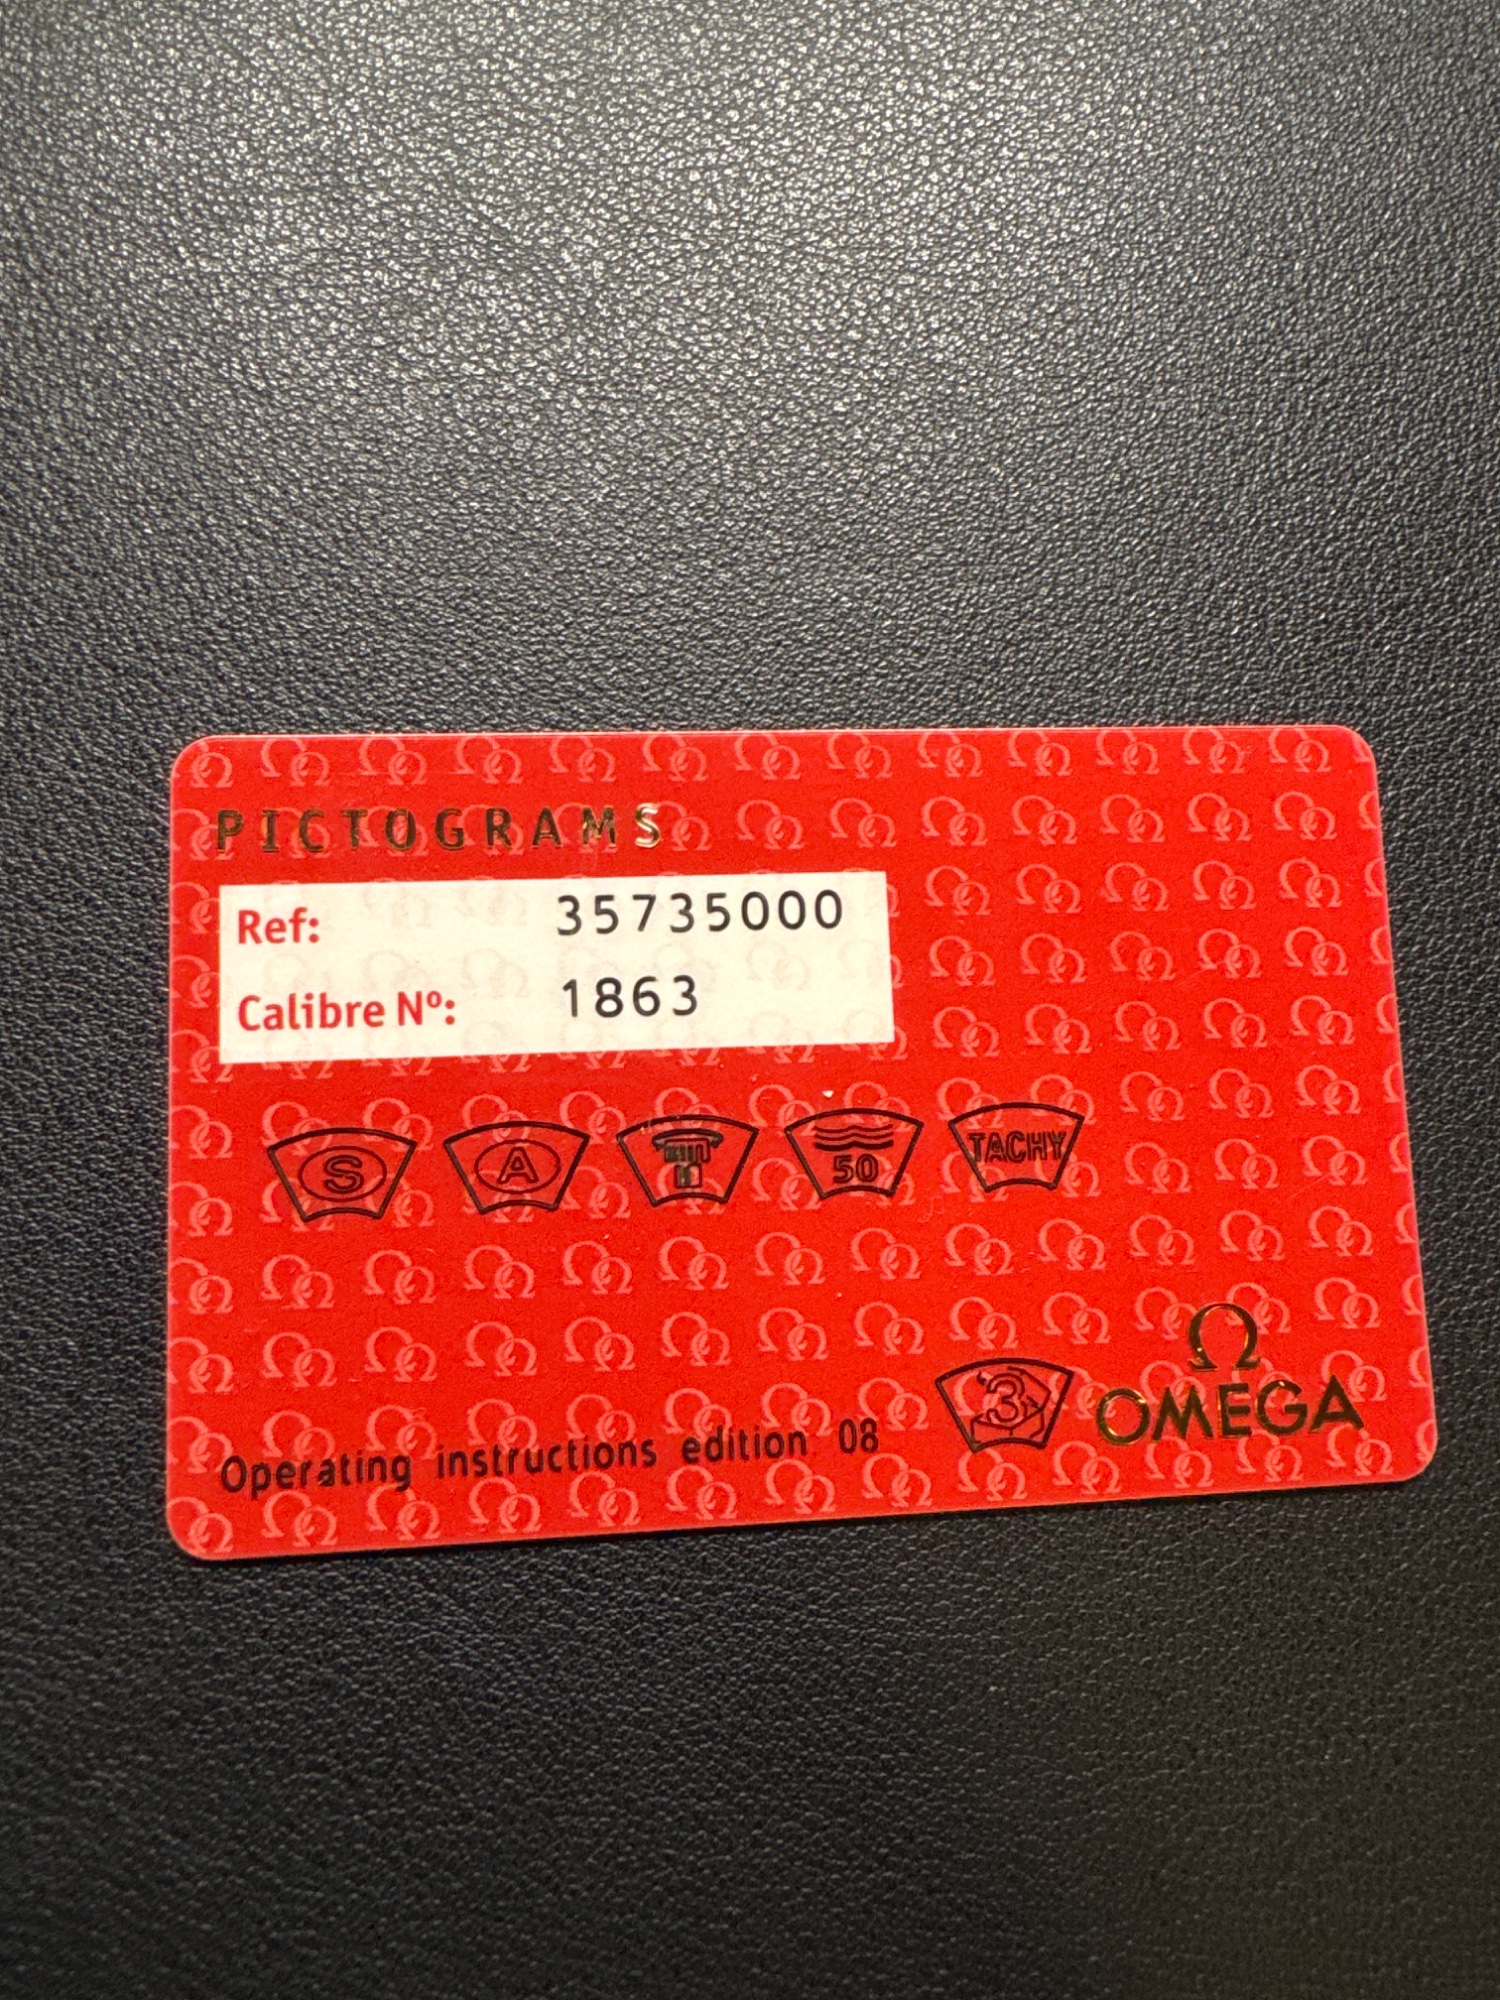 PICTOGRAMS
Ref: 35735000
Calibre Nº: 1863
S A 50 TACHY
3
Operating instructions edition 08
Ω
OMEGA